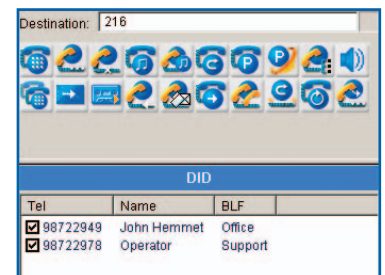 Destination: 216
DID
Tel Name BLF
98722949 John Hemmet Office
98722978 Operator Support